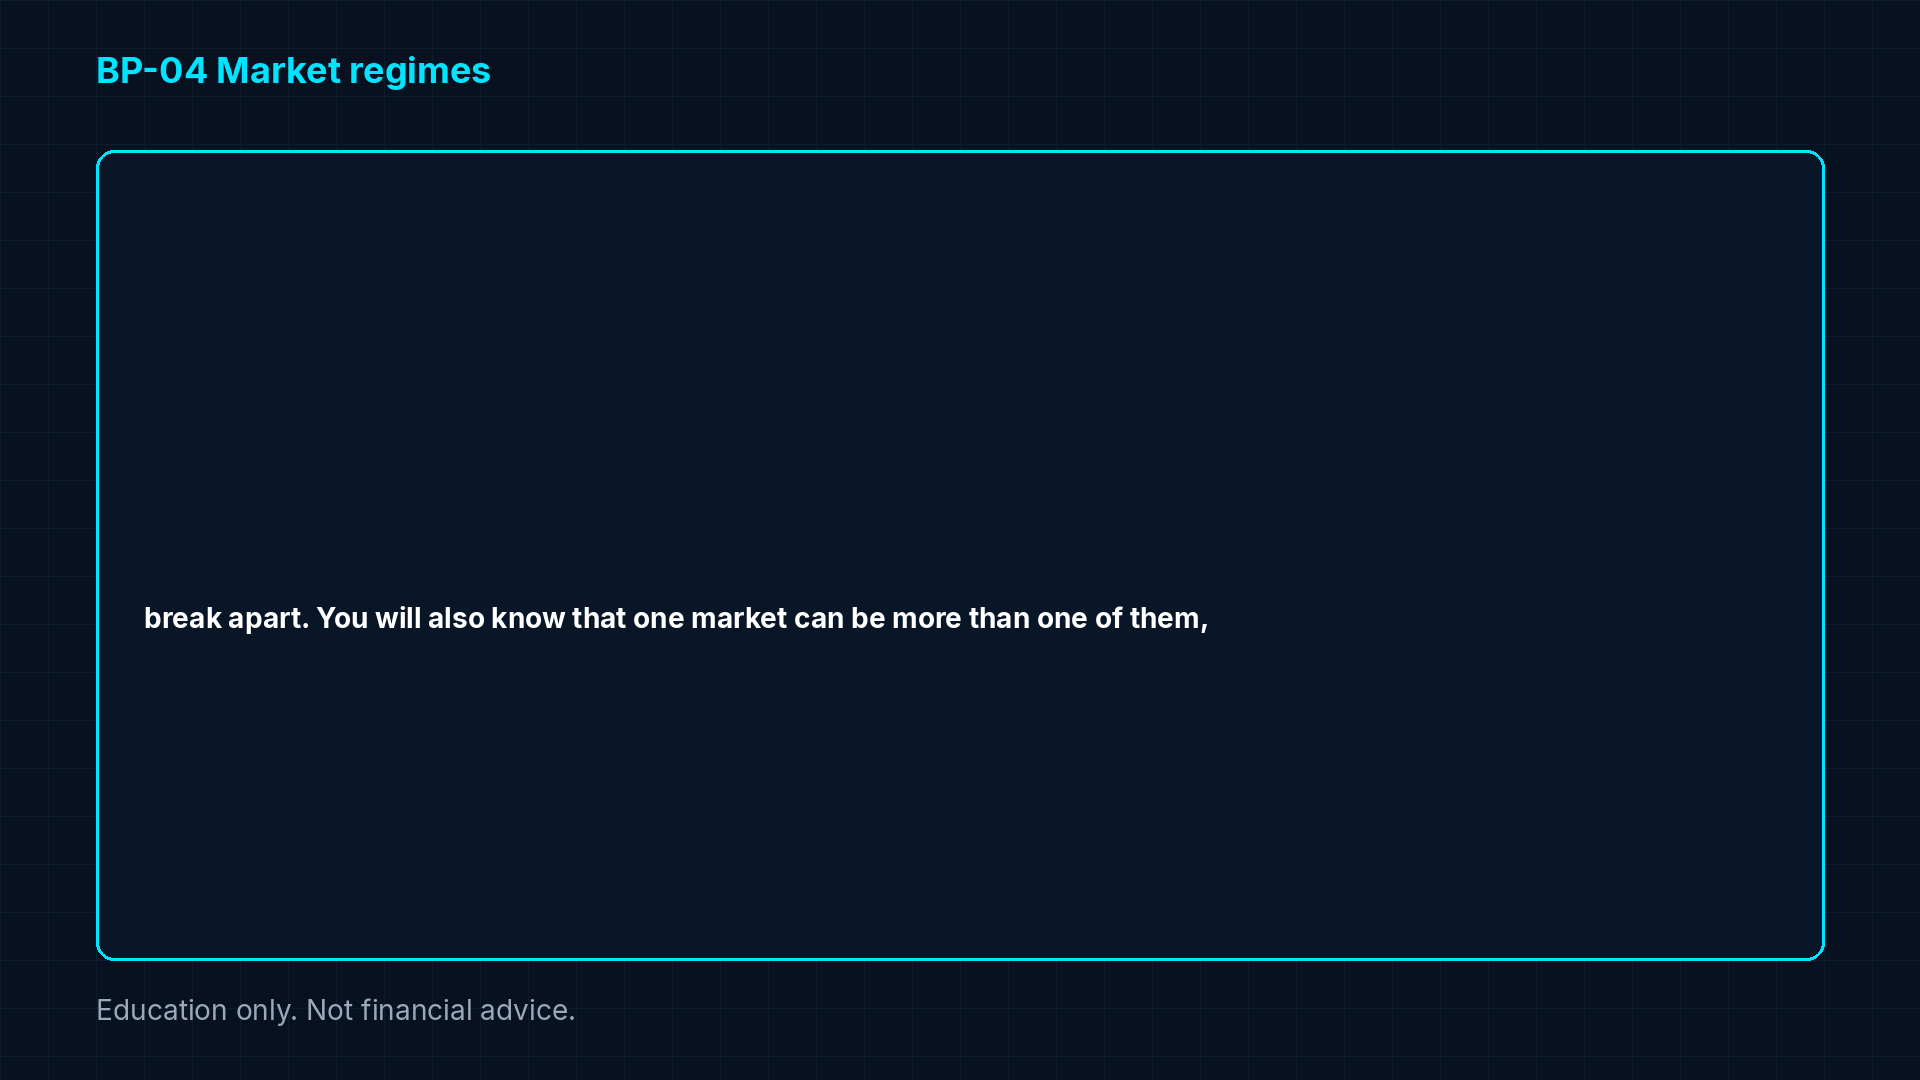 BP-04 Market regimes
break apart. You will also know that one market can be more than one of them,
Education only. Not financial advice.